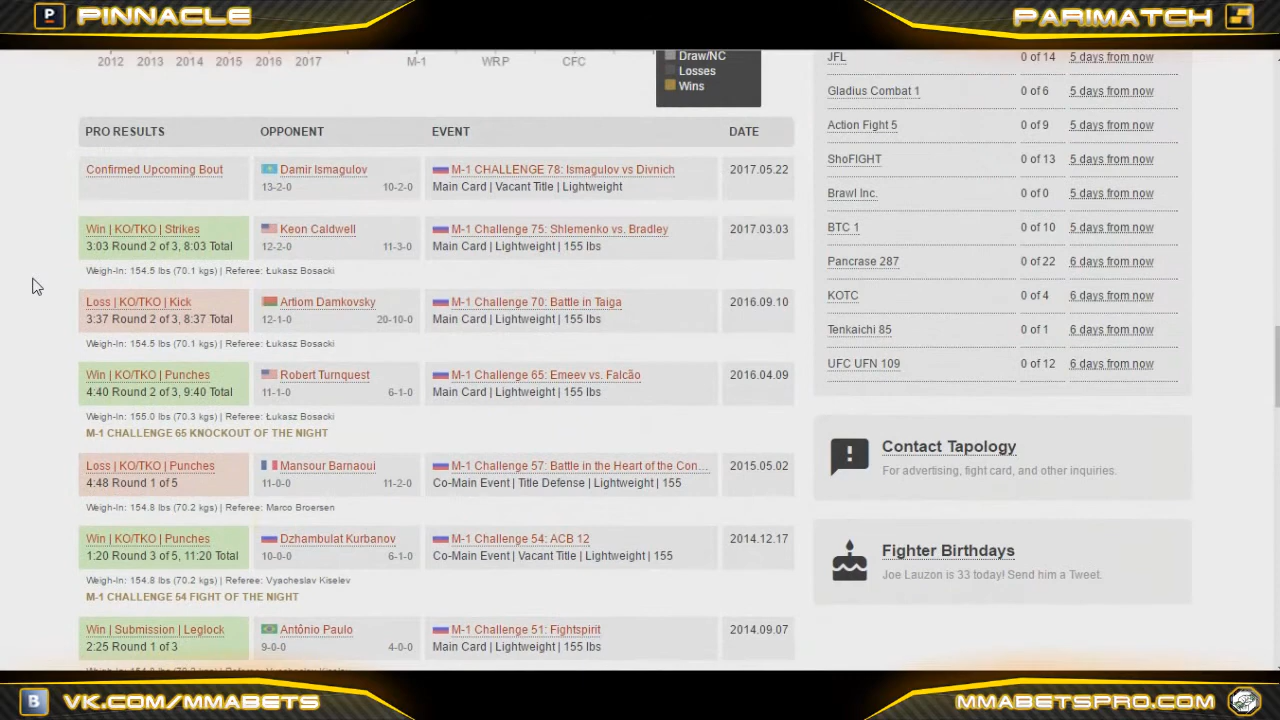 P PINNACLE
PARIMATCH
2012 2013 2014 2015 2016 2017 M-1 WRP CFC
Draw/NC
Losses
Wins
PRO RESULTS OPPONENT EVENT DATE
Confirmed Upcoming Bout Damir Ismagulov M-1 CHALLENGE 78: Ismagulov vs Divnich 2017.05.22
13-2-0 10-2-0 Main Card | Vacant Title | Lightweight
Win | KO/TKO | Strikes Keon Caldwell M-1 Challenge 75: Shlemenko vs. Bradley 2017.03.03
3:03 Round 2 of 3, 8:03 Total 12-2-0 11-3-0 Main Card | Lightweight | 155 lbs
Weigh-In: 154.5 lbs (70.1 kgs) | Referee: Łukasz Bosacki
Loss | KO/TKO | Kick Artiom Damkovsky M-1 Challenge 70: Battle in Taiga 2016.09.10
3:37 Round 2 of 3, 8:37 Total 12-1-0 20-10-0 Main Card | Lightweight | 155 lbs
Weigh-In: 154.5 lbs (70.1 kgs) | Referee: Łukasz Bosacki
Win | KO/TKO | Punches Robert Turnquest M-1 Challenge 65: Emeev vs. Falcão 2016.04.09
4:40 Round 2 of 3, 9:40 Total 11-1-0 6-1-0 Main Card | Lightweight | 155 lbs
Weigh-In: 155.0 lbs (70.3 kgs) | Referee: Łukasz Bosacki
M-1 CHALLENGE 65 KNOCKOUT OF THE NIGHT
Loss | KO/TKO | Punches Mansour Barnaoui M-1 Challenge 57: Battle in the Heart of the Con... 2015.05.02
4:48 Round 1 of 5 11-0-0 11-2-0 Co-Main Event | Title Defense | Lightweight | 155
Weigh-In: 154.8 lbs (70.2 kgs) | Referee: Marco Broersen
Win | KO/TKO | Punches Dzhambulat Kurbanov M-1 Challenge 54: ACB 12 2014.12.17
1:20 Round 3 of 5, 11:20 Total 10-0-0 6-1-0 Co-Main Event | Vacant Title | Lightweight | 155
Weigh-In: 154.8 lbs (70.2 kgs) | Referee: Vyacheslav Kiselev
M-1 CHALLENGE 54 FIGHT OF THE NIGHT
Win | Submission | Leglock Antônio Paulo M-1 Challenge 51: Fightspirit 2014.09.07
2:25 Round 1 of 3 9-0-0 4-0-0 Main Card | Lightweight | 155 lbs
JFL 0 of 14 5 days from now
Gladius Combat 1 0 of 6 5 days from now
Action Fight 5 0 of 9 5 days from now
ShoFIGHT 0 of 13 5 days from now
Brawl Inc. 0 of 0 5 days from now
BTC 1 0 of 10 5 days from now
Pancrase 287 0 of 22 6 days from now
KOTC 0 of 4 6 days from now
Tenkaichi 85 0 of 1 6 days from now
UFC UFN 109 0 of 12 6 days from now
Contact Tapology
For advertising, fight card, and other inquiries.
Fighter Birthdays
Joe Lauzon is 33 today! Send him a Tweet.
B VK.COM/MMABETS
MMABETSPRO.COM